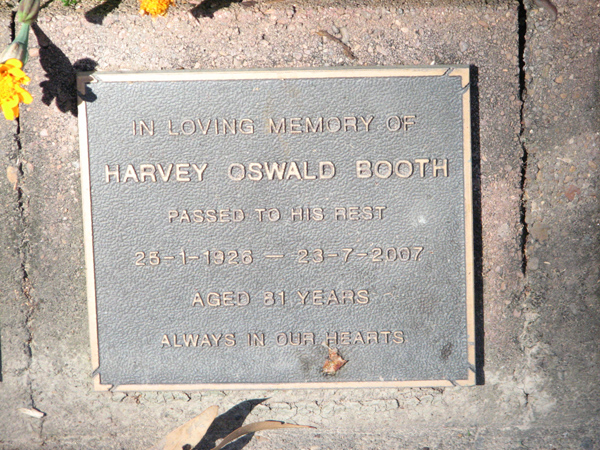 IN LOVING MEMORY OF
HARVEY OSWALD BOOTH
PASSED TO HIS REST
25-1-1926 — 23-7-2007
AGED 81 YEARS
ALWAYS IN OUR HEARTS